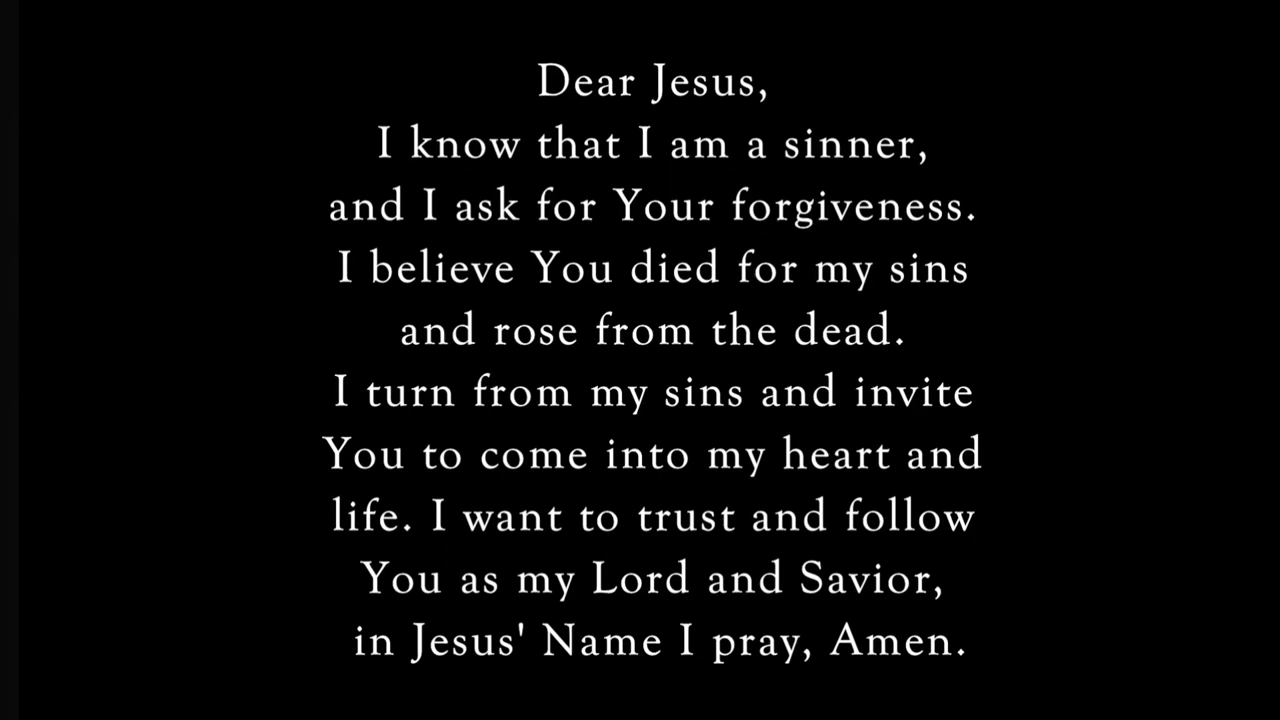 Dear Jesus,
I know that I am a sinner,
and I ask for Your forgiveness.
I believe You died for my sins
and rose from the dead.
I turn from my sins and invite
You to come into my heart and
life. I want to trust and follow
You as my Lord and Savior,
in Jesus' Name I pray, Amen.